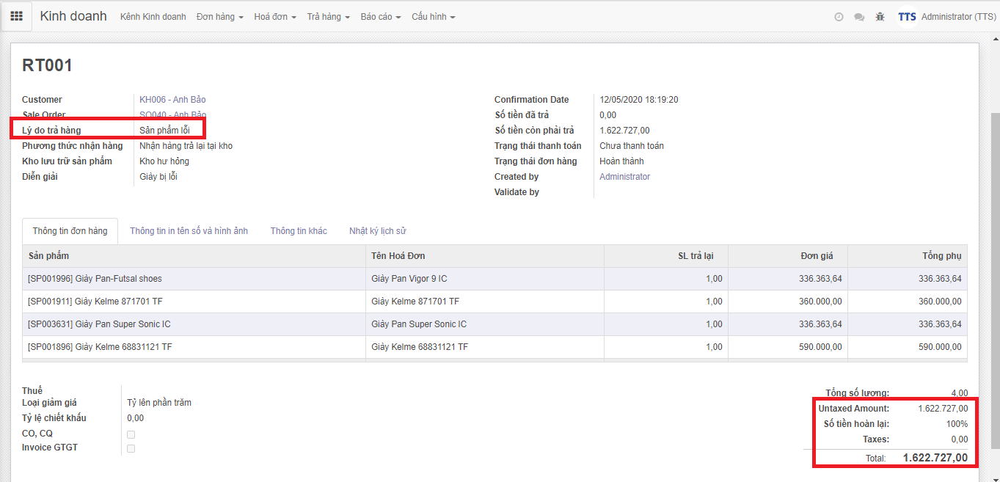 Kinh doanh Kênh Kinh doanh Đơn hàng Hoá đơn Trả hàng Báo cáo Cấu hình TTS Administrator (TTS)
RT001
Customer KH006 - Anh Bảo Confirmation Date 12/05/2020 18:19:20
Sale Order SO040 - Anh Bảo Số tiền đã trả 0,00
Lý do trả hàng Sản phẩm lỗi Số tiền còn phải trả 1.622.727,00
Phương thức nhận hàng Nhận hàng trả lại tại kho Trạng thái thanh toán Chưa thanh toán
Kho lưu trữ sản phẩm Kho hư hỏng Trạng thái đơn hàng Hoàn thành
Diễn giải Giày bị lỗi Created by Administrator
Validate by
Thông tin đơn hàng Thông tin in tên số và hình ảnh Thông tin khác Nhật ký lịch sử
Sản phẩm Tên Hoá Đơn SL trả lại Đơn giá Tổng phụ
[SP001996] Giày Pan-Futsal shoes Giày Pan Vigor 9 IC 1,00 336.363,64 336.363,64
[SP001911] Giày Kelme 871701 TF Giày Kelme 871701 TF 1,00 360.000,00 360.000,00
[SP003631] Giày Pan Super Sonic IC Giày Pan Super Sonic IC 1,00 336.363,64 336.363,64
[SP001896] Giày Kelme 68831121 TF Giày Kelme 68831121 TF 1,00 590.000,00 590.000,00
Thuế
Loại giảm giá Tỷ lên phần trăm
Tỷ lệ chiết khấu 0,00
CO, CQ
Invoice GTGT
Tổng số lượng: 4,00
Untaxed Amount: 1.622.727,00
Số tiền hoàn lại: 100%
Taxes: 0,00
Total: 1.622.727,00